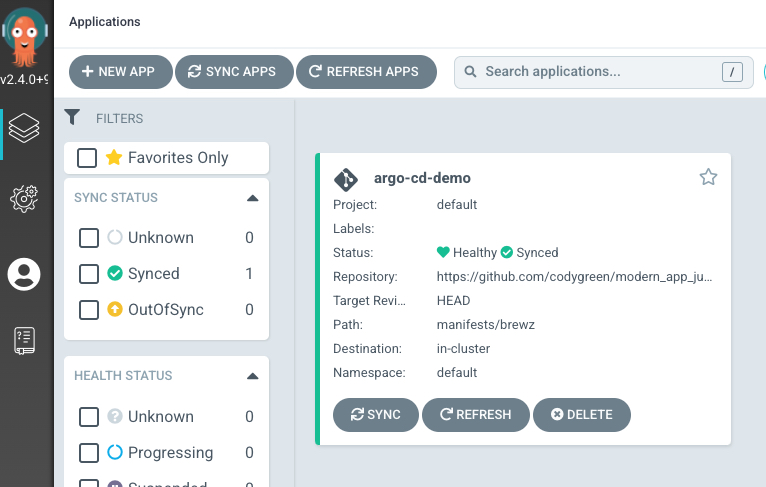 Applications
v2.4.0+9
NEW APP
SYNC APPS
REFRESH APPS
Search applications...
/
FILTERS
Favorites Only
SYNC STATUS
Unknown 0
Synced 1
OutOfSync 0
HEALTH STATUS
Unknown 0
Progressing 0
Suspended 0
argo-cd-demo
Project: default
Labels:
Status: Healthy Synced
Repository: https://github.com/codygreen/modern_app_ju...
Target Revi... HEAD
Path: manifests/brewz
Destination: in-cluster
Namespace: default
SYNC
REFRESH
DELETE